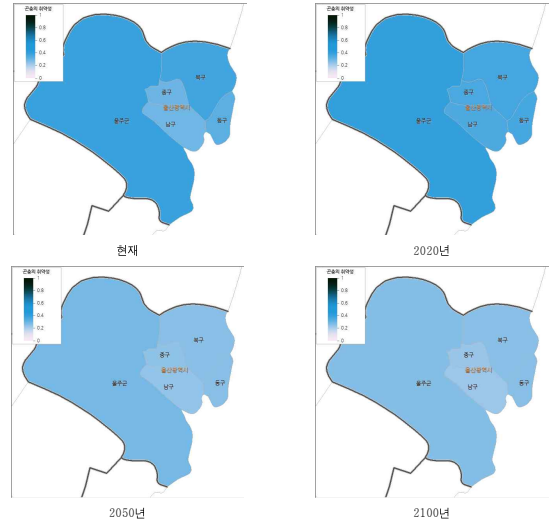 곤충의 취약성
1
0.8
0.6
0.4
0.2
0
북구
중구
울산광역시
동구
울주군
남구
현재
곤충의 취약성
1
0.8
0.6
0.4
0.2
0
북구
중구
울산광역시
동구
울주군
남구
2020년
곤충의 취약성
1
0.8
0.6
0.4
0.2
0
북구
중구
울산광역시
동구
울주군
남구
2050년
곤충의 취약성
1
0.8
0.6
0.4
0.2
0
북구
중구
울산광역시
동구
울주군
남구
2100년